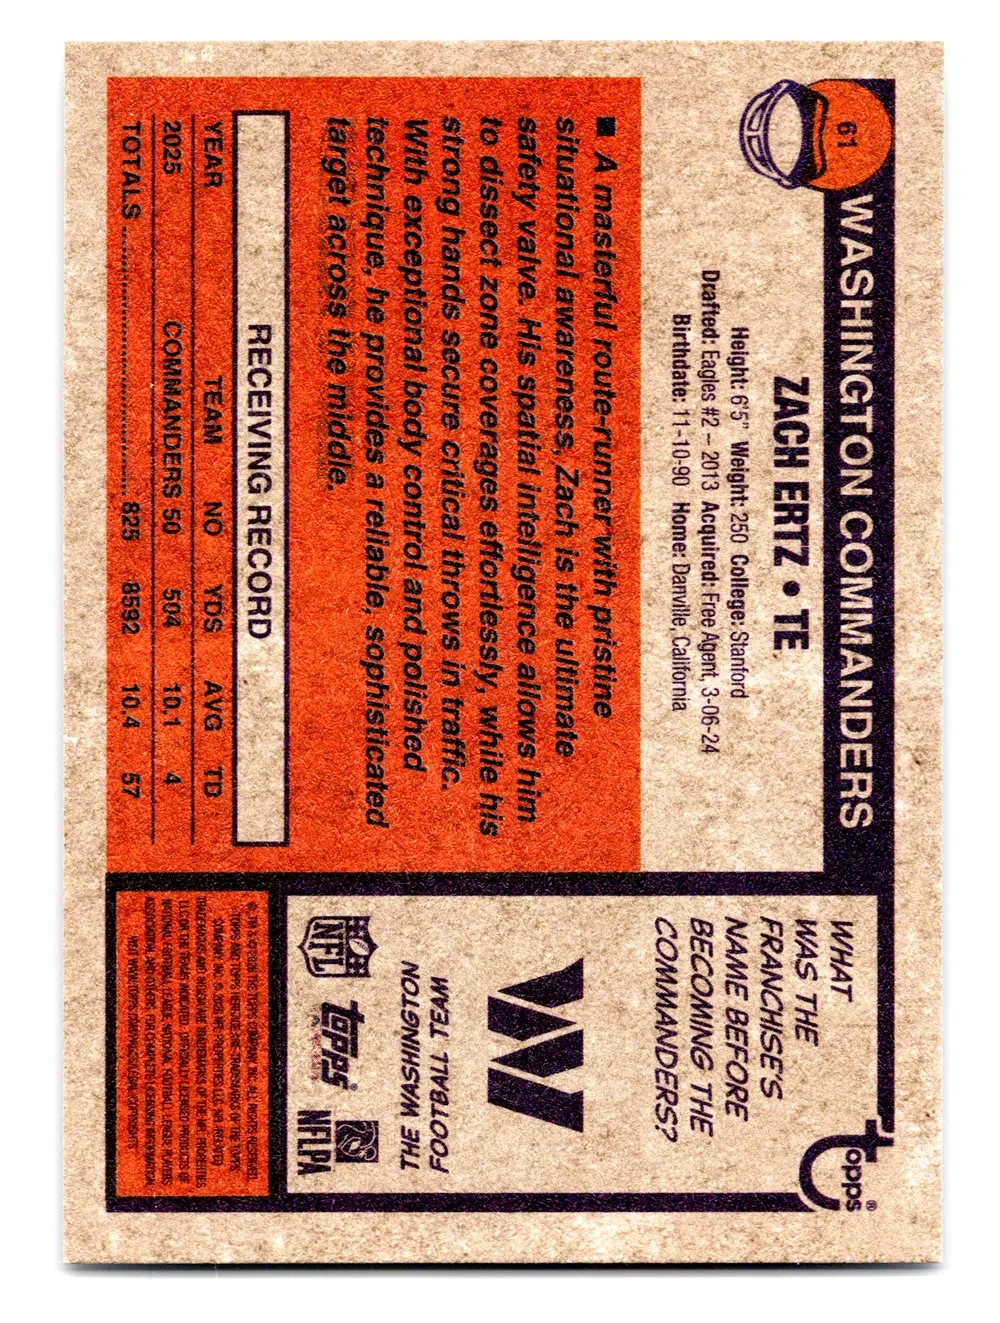 61
WASHINGTON COMMANDERS
ZACH ERTZ • TE
Height: 6'5" Weight: 250 College: Stanford
Drafted: Eagles #2 – 2013 Acquired: Free Agent, 3-06-24
Birthdate: 11-10-90 Home: Danville, California
■ A masterful route-runner with pristine
situational awareness, Zach is the ultimate
safety valve. His spatial intelligence allows him
to dissect zone coverages effortlessly, while his
strong hands secure critical throws in traffic.
With exceptional body control and polished
technique, he provides a reliable, sophisticated
target across the middle.
RECEIVING RECORD
YEAR TEAM NO YDS AVG TD
2025 COMMANDERS 50 504 10.1 4
TOTALS 825 8592 10.4 57
topps®
WHAT
WAS THE
FRANCHISE'S
NAME BEFORE
BECOMING THE
COMMANDERS?
W
THE WASHINGTON
FOOTBALL TEAM
NFL
topps
NFLPA